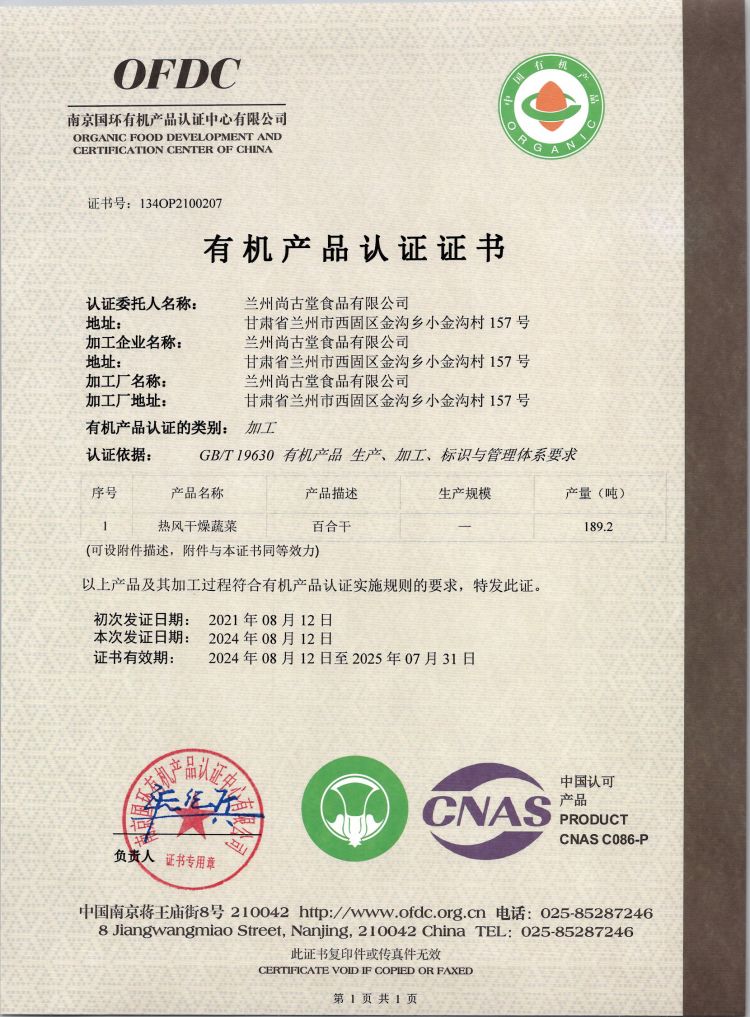 OFDC
南京国环有机产品认证中心有限公司
ORGANIC FOOD DEVELOPMENT AND
CERTIFICATION CENTER OF CHINA
中国有机产品
ORGANIC
证书号：134OP2100207
有机产品认证证书
认证委托人名称： 兰州尚古堂食品有限公司
地址： 甘肃省兰州市西固区金沟乡小金沟村 157 号
加工企业名称： 兰州尚古堂食品有限公司
地址： 甘肃省兰州市西固区金沟乡小金沟村 157 号
加工厂名称： 兰州尚古堂食品有限公司
加工厂地址： 甘肃省兰州市西固区金沟乡小金沟村 157 号
有机产品认证的类别： 加工
认证依据： GB/T 19630 有机产品 生产、加工、标识与管理体系要求
序号 产品名称 产品描述 生产规模 产量（吨）
1 热风干燥蔬菜 百合干 — 189.2
(可设附件描述，附件与本证书同等效力)
以上产品及其加工过程符合有机产品认证实施规则的要求，特发此证。
初次发证日期： 2021 年 08 月 12 日
本次发证日期： 2024 年 08 月 12 日
证书有效期： 2024 年 08 月 12 日至 2025 年 07 月 31 日
南京国环有机产品认证中心有限公司
证书专用章
负责人
CNAS
中国认可
产品
PRODUCT
CNAS C086-P
中国南京蒋王庙街8号 210042 http://www.ofdc.org.cn 电话：025-85287246
8 Jiangwangmiao Street, Nanjing, 210042 China TEL：025-85287246
此证书复印件或传真件无效
CERTIFICATE VOID IF COPIED OR FAXED
第 1 页 共 1 页